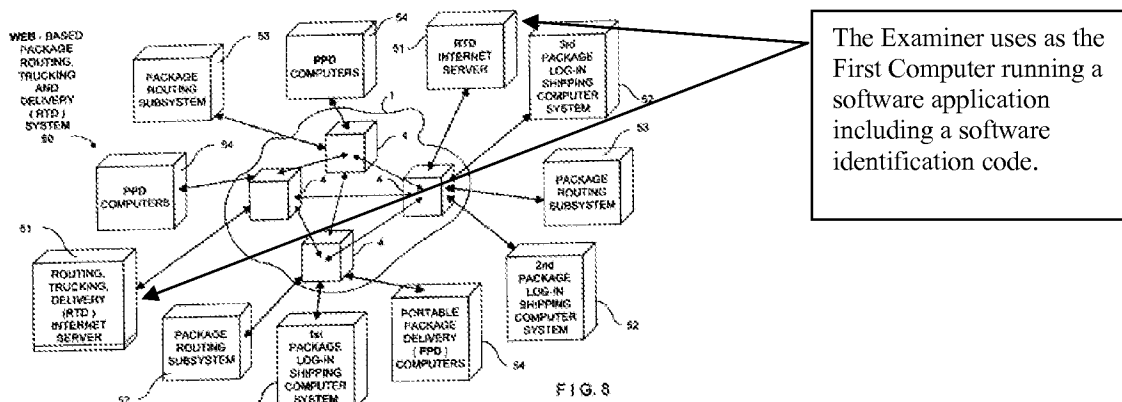 WEB - BASED
PACKAGE
ROUTING,
TRUCKING
AND
DELIVERY
(RTD)
SYSTEM
50
53
PACKAGE
ROUTING
SUBSYSTEM
54
PPD
COMPUTERS
51
RTD
INTERNET
SERVER
3rd
PACKAGE
LOG-IN
SHIPPING
COMPUTER
SYSTEM
52
The Examiner uses as the
First Computer running a
software application
including a software
identification code.
1
4
54
PPD
COMPUTERS
4
4
53
PACKAGE
ROUTING
SUBSYSTEM
51
ROUTING,
TRUCKING,
DELIVERY
(RTD)
INTERNET
SERVER
4
2nd
PACKAGE
LOG-IN
SHIPPING
COMPUTER
SYSTEM
52
PACKAGE
ROUTING
SUBSYSTEM
1st
PACKAGE
LOG-IN
SHIPPING
COMPUTER
SYSTEM
PORTABLE
PACKAGE
DELIVERY
(PPD)
COMPUTERS
54
FIG. 8